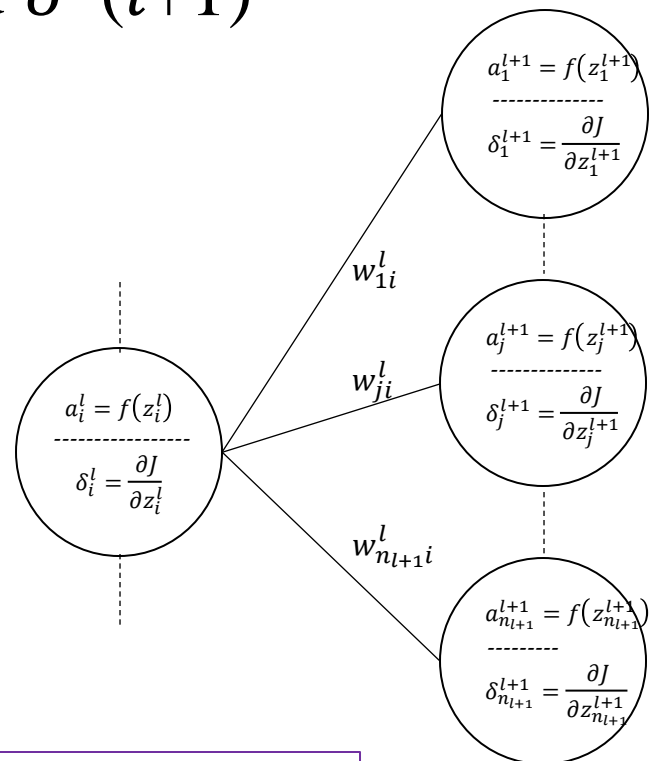 δ (l+1)
a_1^{l+1} = f(z_1^{l+1})
---------------
δ_1^{l+1} = ∂J/∂z_1^{l+1}
w_{1i}^l
a_j^{l+1} = f(z_j^{l+1})
---------------
δ_j^{l+1} = ∂J/∂z_j^{l+1}
w_{ji}^l
a_i^l = f(z_i^l)
------------------
δ_i^l = ∂J/∂z_i^l
w_{n_{l+1}i}^l
a_{n_{l+1}}^{l+1} = f(z_{n_{l+1}}^{l+1})
---------
δ_{n_{l+1}}^{l+1} = ∂J/∂z_{n_{l+1}}^{l+1}